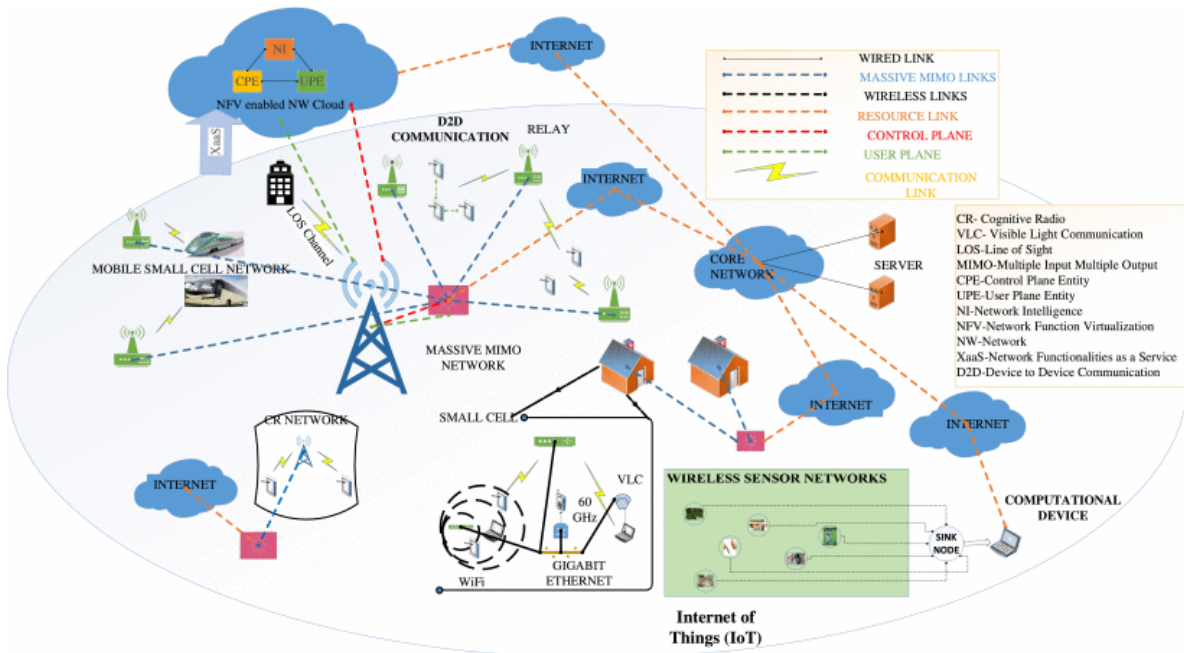 INTERNET
NI
CPE
UPE
NFV enabled NW Cloud
XaaS
WIRED LINK
MASSIVE MIMO LINKS
WIRELESS LINKS
RESOURCE LINK
CONTROL PLANE
USER PLANE
COMMUNICATION
LINK
D2D
COMMUNICATION
RELAY
INTERNET
LOS Channel
MOBILE SMALL CELL NETWORK
CORE
NETWORK
SERVER
CR- Cognitive Radio
VLC- Visible Light Communication
LOS-Line of Sight
MIMO-Multiple Input Multiple Output
CPE-Control Plane Entity
UPE-User Plane Entity
NI-Network Intelligence
NFV-Network Function Virtualization
NW-Network
XaaS-Network Functionalities as a Service
D2D-Device to Device Communication
MASSIVE MIMO
NETWORK
SMALL CELL
INTERNET
INTERNET
CR NETWORK
INTERNET
VLC
60
GHz
WiFi
GIGABIT
ETHERNET
WIRELESS SENSOR NETWORKS
SINK
NODE
COMPUTATIONAL
DEVICE
Internet of
Things (IoT)